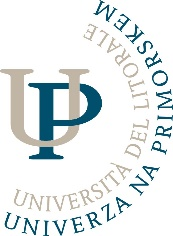 UP
UNIVERSITÀ DEL LITORALE
UNIVERZA NA PRIMORSKEM